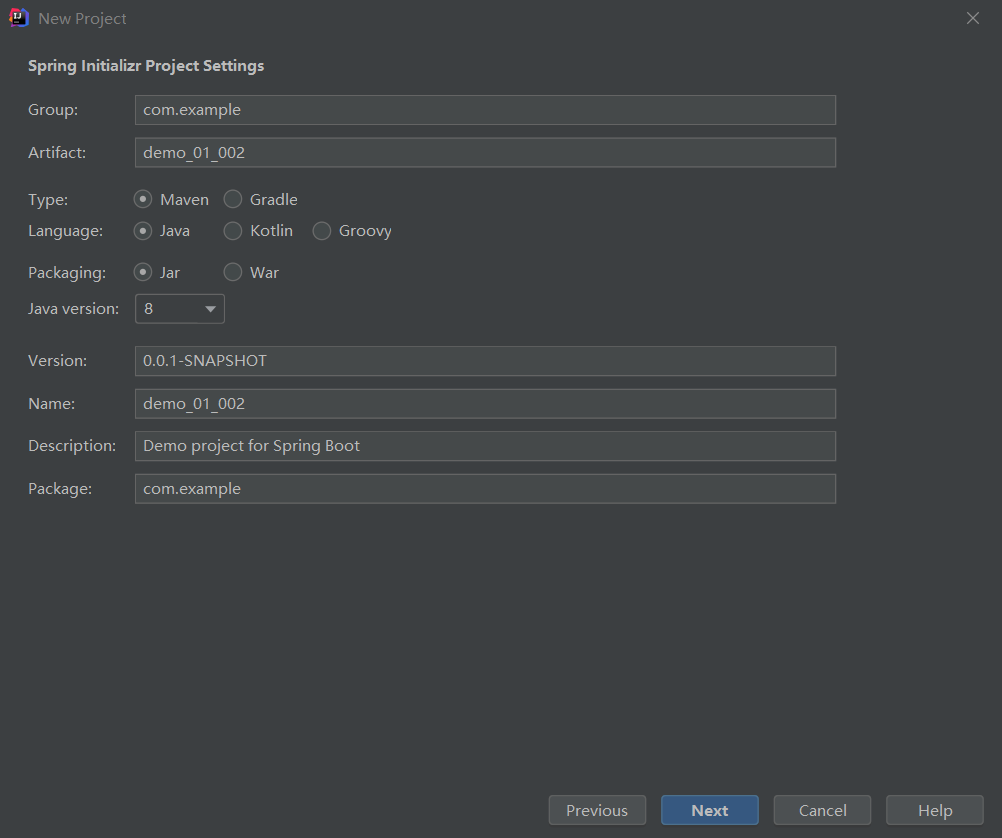 New Project
Spring Initializr Project Settings
Group: com.example
Artifact: demo_01_002
Type: Maven Gradle
Language: Java Kotlin Groovy
Packaging: Jar War
Java version: 8
Version: 0.0.1-SNAPSHOT
Name: demo_01_002
Description: Demo project for Spring Boot
Package: com.example
Previous Next Cancel Help